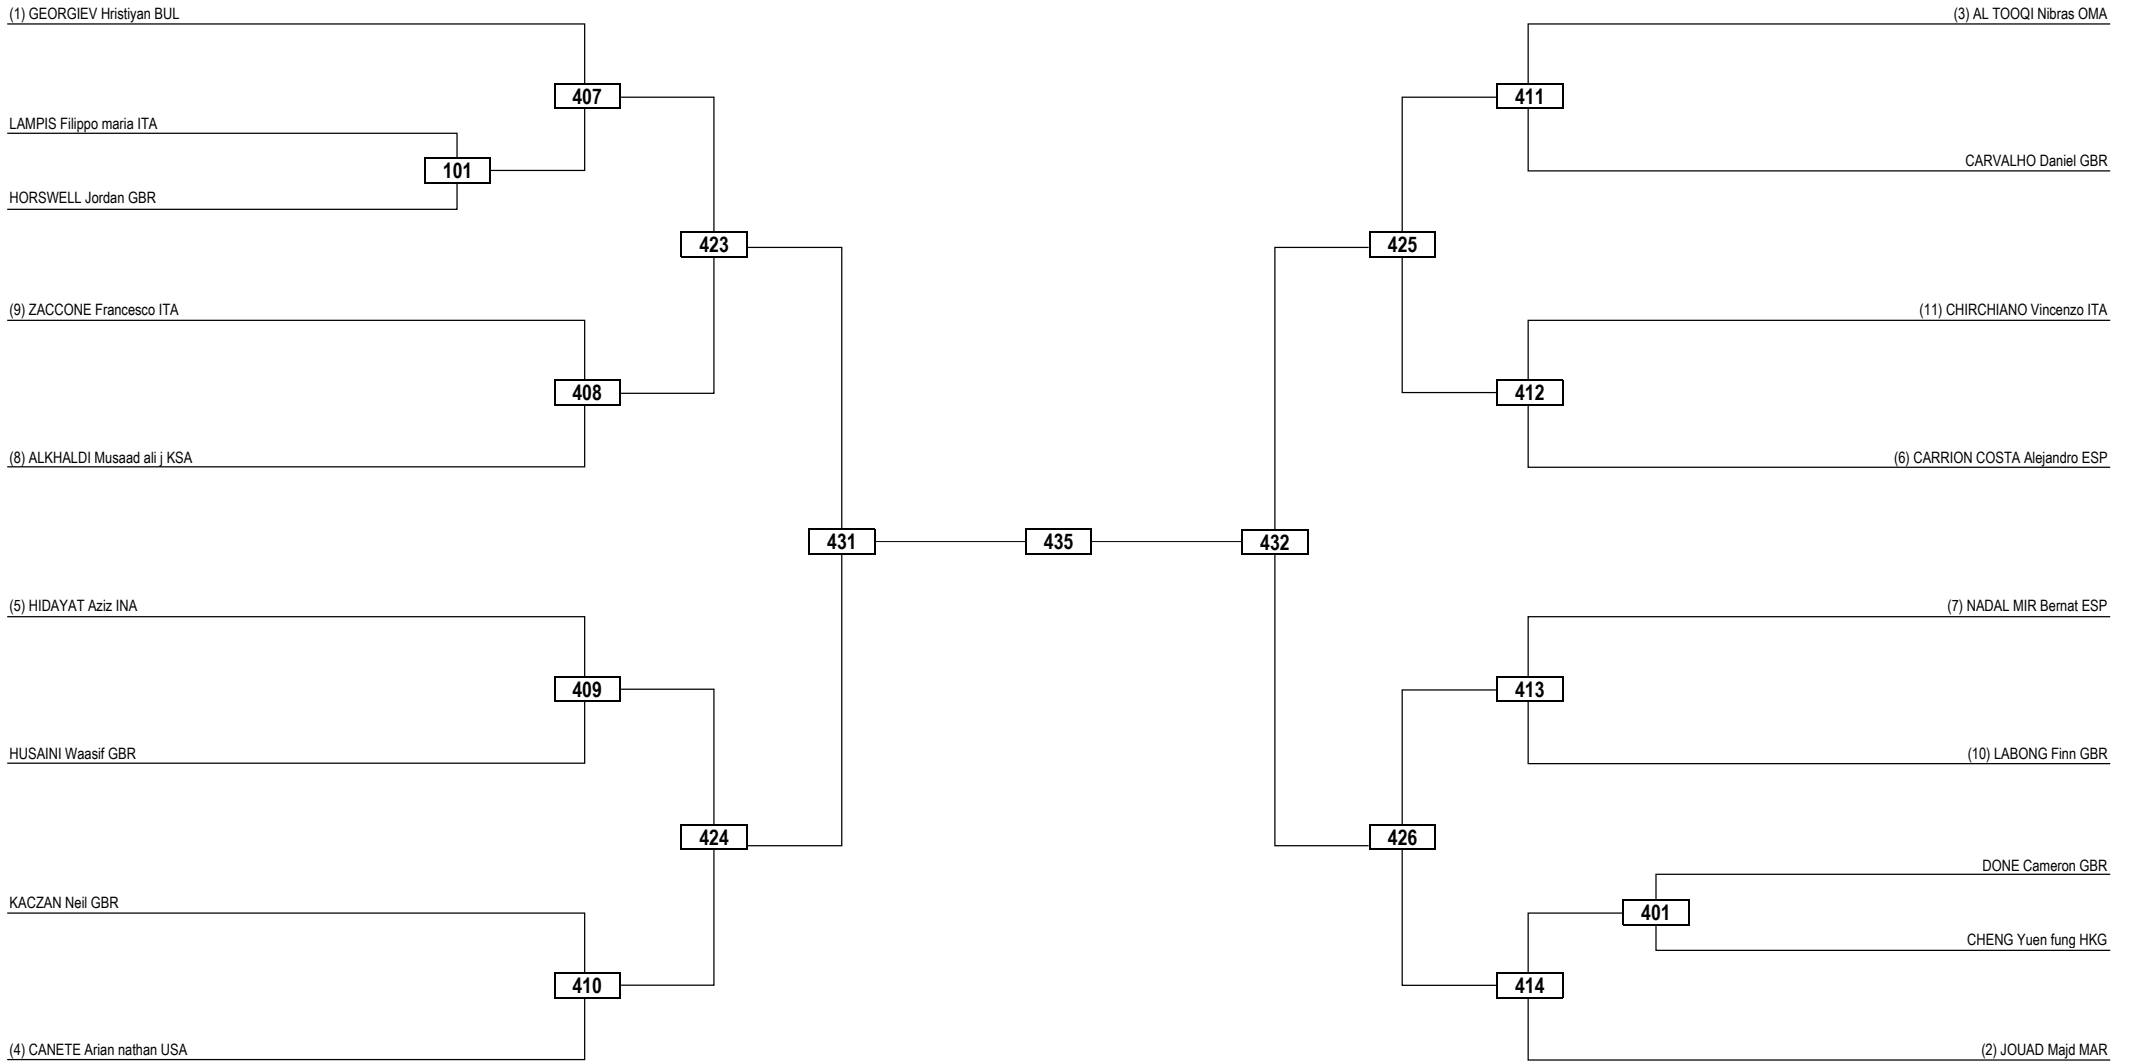 (1) GEORGIEV Hristiyan BUL
(3) AL TOOQI Nibras OMA
407
411
LAMPIS Filippo maria ITA
101
CARVALHO Daniel GBR
HORSWELL Jordan GBR
423
425
(9) ZACCONE Francesco ITA
(11) CHIRCHIANO Vincenzo ITA
408
412
(8) ALKHALDI Musaad ali j KSA
(6) CARRION COSTA Alejandro ESP
431
435
432
(5) HIDAYAT Aziz INA
(7) NADAL MIR Bernat ESP
409
413
HUSAINI Waasif GBR
(10) LABONG Finn GBR
424
426
DONE Cameron GBR
KACZAN Neil GBR
401
CHENG Yuen fung HKG
410
414
(4) CANETE Arian nathan USA
(2) JOUAD Majd MAR